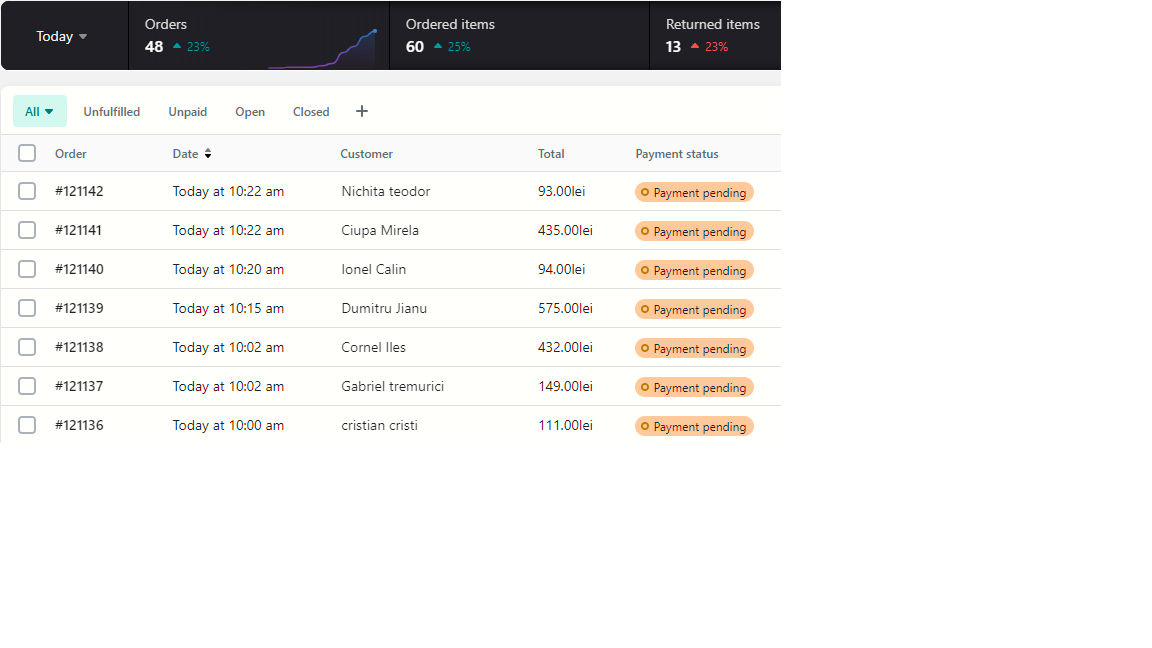 Today
Orders
48 23%
Ordered items
60 25%
Returned items
13 23%
All Unfulfilled Unpaid Open Closed +
Order Date Customer Total Payment status
#121142 Today at 10:22 am Nichita teodor 93.00lei Payment pending
#121141 Today at 10:22 am Ciupa Mirela 435.00lei Payment pending
#121140 Today at 10:20 am Ionel Calin 94.00lei Payment pending
#121139 Today at 10:15 am Dumitru Jianu 575.00lei Payment pending
#121138 Today at 10:02 am Cornel Iles 432.00lei Payment pending
#121137 Today at 10:02 am Gabriel tremurici 149.00lei Payment pending
#121136 Today at 10:00 am cristian cristi 111.00lei Payment pending